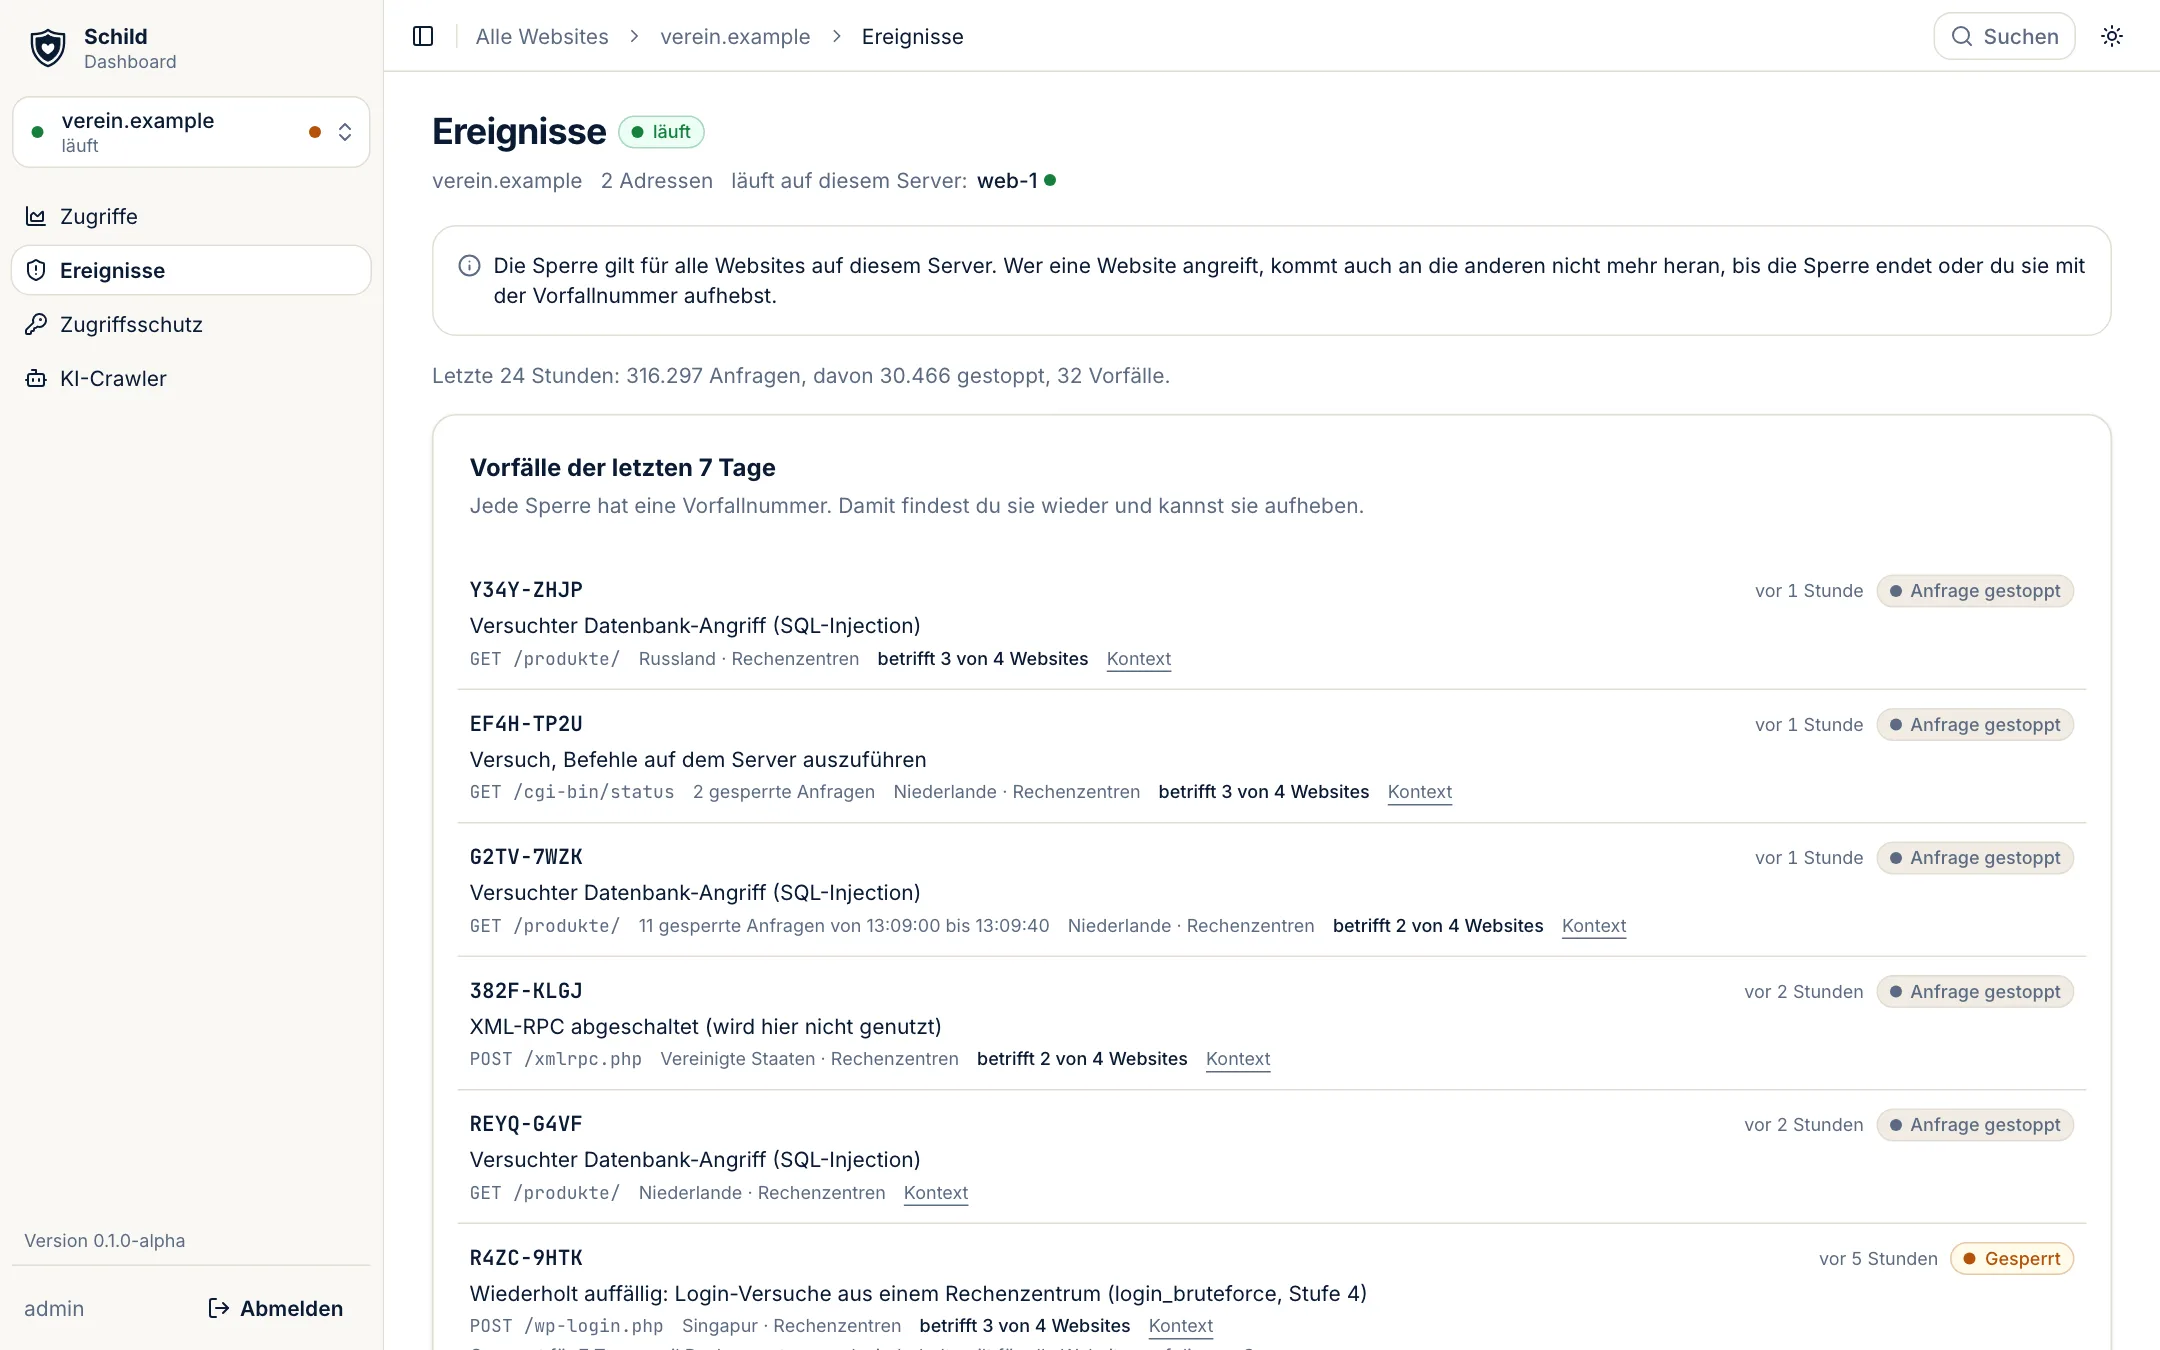 Schild
Dashboard
verein.example
läuft
Zugriffe
Ereignisse
Zugriffsschutz
KI-Crawler
Version 0.1.0-alpha
admin
Abmelden
Alle Websites > verein.example > Ereignisse
Suchen
Ereignisse läuft
verein.example 2 Adressen läuft auf diesem Server: web-1
Die Sperre gilt für alle Websites auf diesem Server. Wer eine Website angreift, kommt auch an die anderen nicht mehr heran, bis die Sperre endet oder du sie mit
der Vorfallnummer aufhebst.
Letzte 24 Stunden: 316.297 Anfragen, davon 30.466 gestoppt, 32 Vorfälle.
Vorfälle der letzten 7 Tage
Jede Sperre hat eine Vorfallnummer. Damit findest du sie wieder und kannst sie aufheben.
Y34Y-ZHJP vor 1 Stunde Anfrage gestoppt
Versuchter Datenbank-Angriff (SQL-Injection)
GET /produkte/ Russland · Rechenzentren betrifft 3 von 4 Websites Kontext
EF4H-TP2U vor 1 Stunde Anfrage gestoppt
Versuch, Befehle auf dem Server auszuführen
GET /cgi-bin/status 2 gesperrte Anfragen Niederlande · Rechenzentren betrifft 3 von 4 Websites Kontext
G2TV-7WZK vor 1 Stunde Anfrage gestoppt
Versuchter Datenbank-Angriff (SQL-Injection)
GET /produkte/ 11 gesperrte Anfragen von 13:09:00 bis 13:09:40 Niederlande · Rechenzentren betrifft 2 von 4 Websites Kontext
382F-KLGJ vor 2 Stunden Anfrage gestoppt
XML-RPC abgeschaltet (wird hier nicht genutzt)
POST /xmlrpc.php Vereinigte Staaten · Rechenzentren betrifft 2 von 4 Websites Kontext
REYQ-G4VF vor 2 Stunden Anfrage gestoppt
Versuchter Datenbank-Angriff (SQL-Injection)
GET /produkte/ Niederlande · Rechenzentren Kontext
R4ZC-9HTK vor 5 Stunden Gesperrt
Wiederholt auffällig: Login-Versuche aus einem Rechenzentrum (login_bruteforce, Stufe 4)
POST /wp-login.php Singapur · Rechenzentren betrifft 3 von 4 Websites Kontext